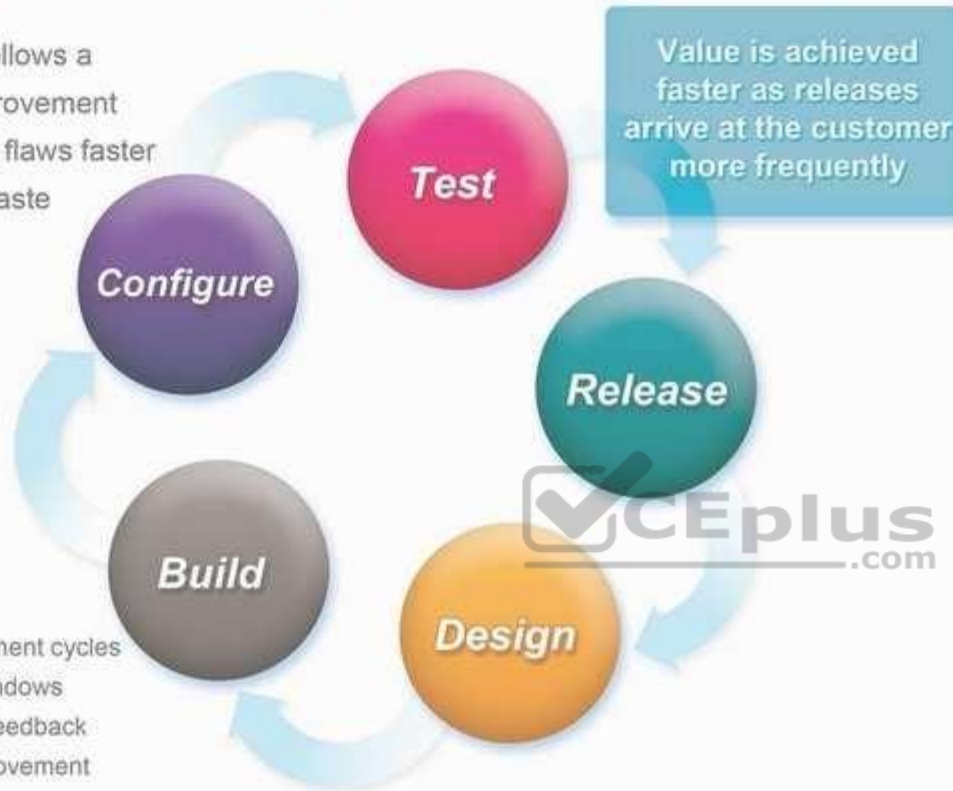 llows a
rovement
flaws faster
aste
Value is achieved
faster as releases
arrive at the customer
more frequently
Test
Configure
Release
CEplus
.com
Build
Design
nent cycles
ndows
eedback
ovement